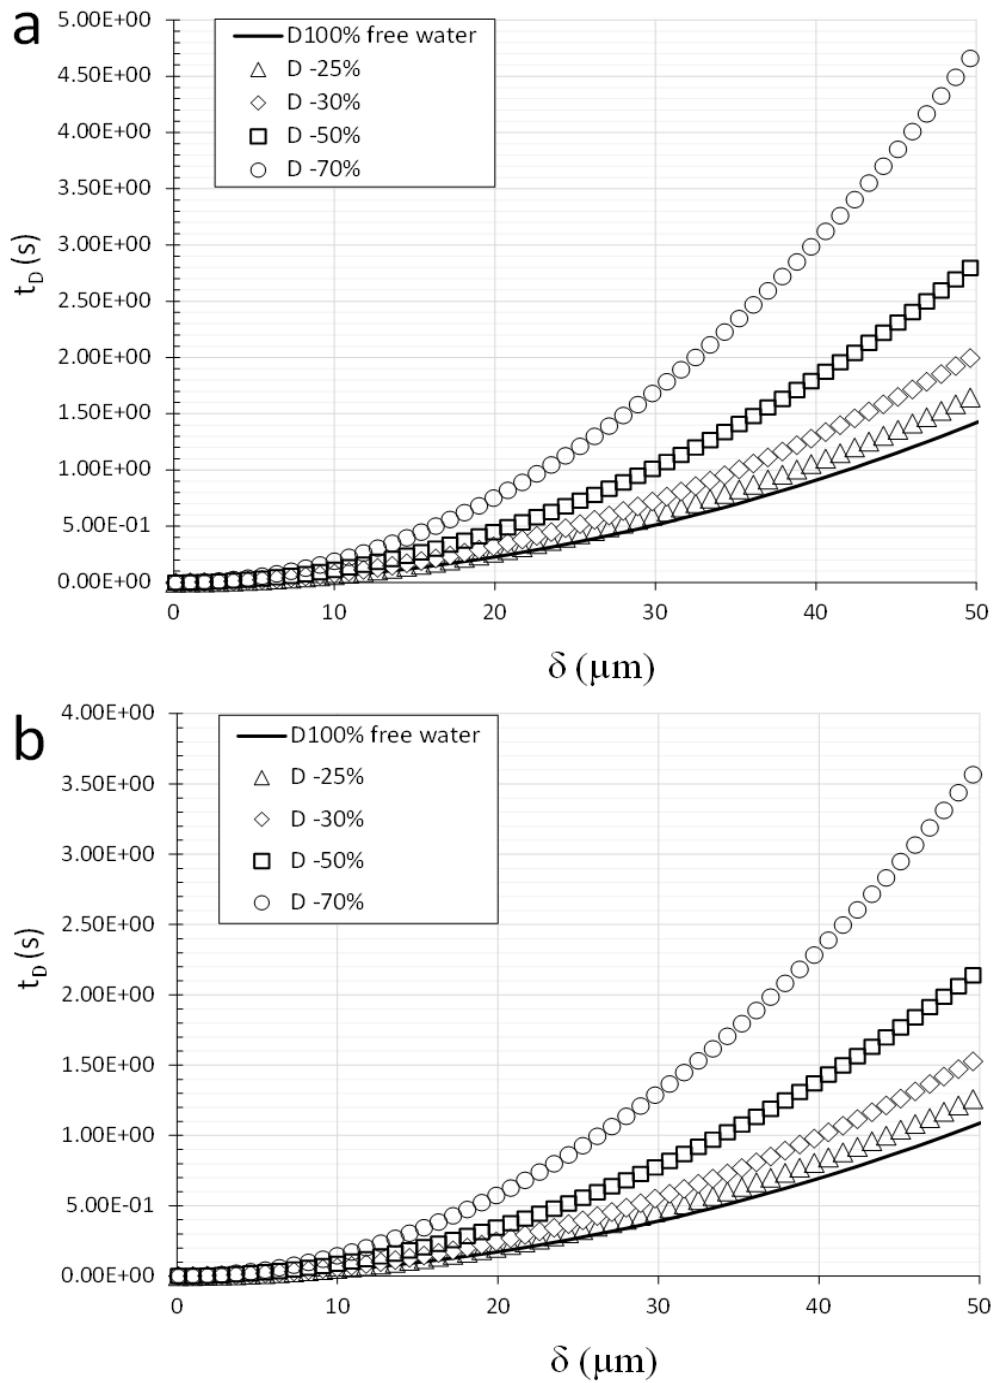 a
5.00E+00
4.50E+00
4.00E+00
3.50E+00
3.00E+00
2.50E+00
2.00E+00
1.50E+00
1.00E+00
5.00E-01
0.00E+00
tD (s)
D100% free water
D -25%
D -30%
D -50%
D -70%
0 10 20 30 40 50
δ (µm)
b
4.00E+00
3.50E+00
3.00E+00
2.50E+00
2.00E+00
1.50E+00
1.00E+00
5.00E-01
0.00E+00
tD (s)
D100% free water
D -25%
D -30%
D -50%
D -70%
0 10 20 30 40 50
δ (µm)